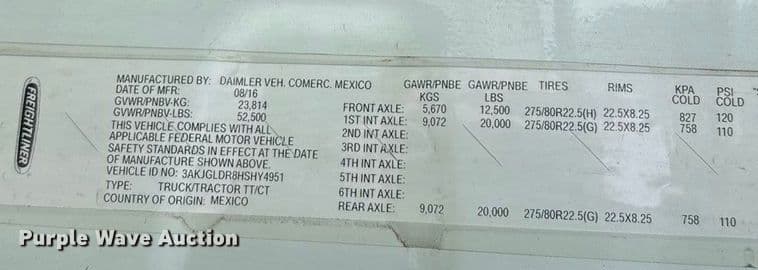 FREIGHTLINER
MANUFACTURED BY: DAIMLER VEH. COMERC. MEXICO
DATE OF MFR: 08/16
GVWR/PNBV-KG: 23,814
GVWR/PNBV-LBS: 52,500
THIS VEHICLE COMPLIES WITH ALL
APPLICABLE FEDERAL MOTOR VEHICLE
SAFETY STANDARDS IN EFFECT AT THE DATE
OF MANUFACTURE SHOWN ABOVE.
VEHICLE ID NO: 3AKJGLDR8HSHY4951
TYPE: TRUCK/TRACTOR TT/CT
COUNTRY OF ORIGIN: MEXICO
GAWR/PNBE GAWR/PNBE TIRES RIMS KPA PSI
KGS LBS COLD COLD
FRONT AXLE: 5,670 12,500 275/80R22.5(H) 22.5X8.25 827 120
1ST INT AXLE: 9,072 20,000 275/80R22.5(G) 22.5X8.25 758 110
2ND INT AXLE:
3RD INT AXLE:
4TH INT AXLE:
5TH INT AXLE:
6TH INT AXLE:
REAR AXLE: 9,072 20,000 275/80R22.5(G) 22.5X8.25 758 110
Purple Wave Auction